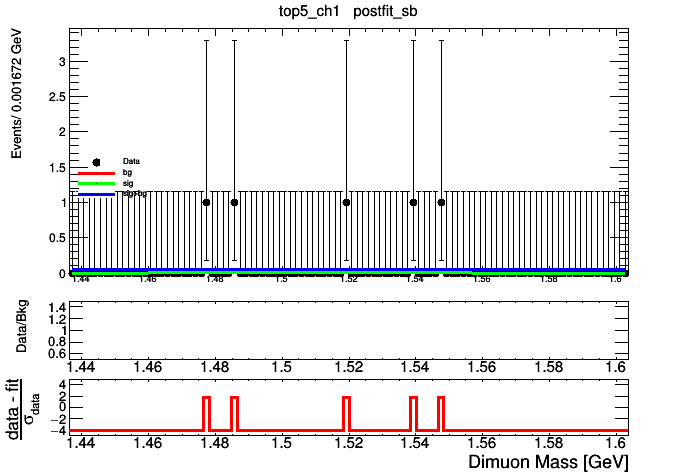 top5_ch1 postfit_sb
Events/ 0.001672 GeV
3
2.5
2
1.5
1
0.5
0
Data
bg
sig
sig+bg
1.44 1.46 1.48 1.5 1.52 1.54 1.56 1.58 1.6
Data/Bkg
1.4
1.2
1
0.8
0.6
1.44 1.46 1.48 1.5 1.52 1.54 1.56 1.58 1.6
data - fit
σdata
4
2
0
−2
−4
1.44 1.46 1.48 1.5 1.52 1.54 1.56 1.58 1.6
Dimuon Mass [GeV]